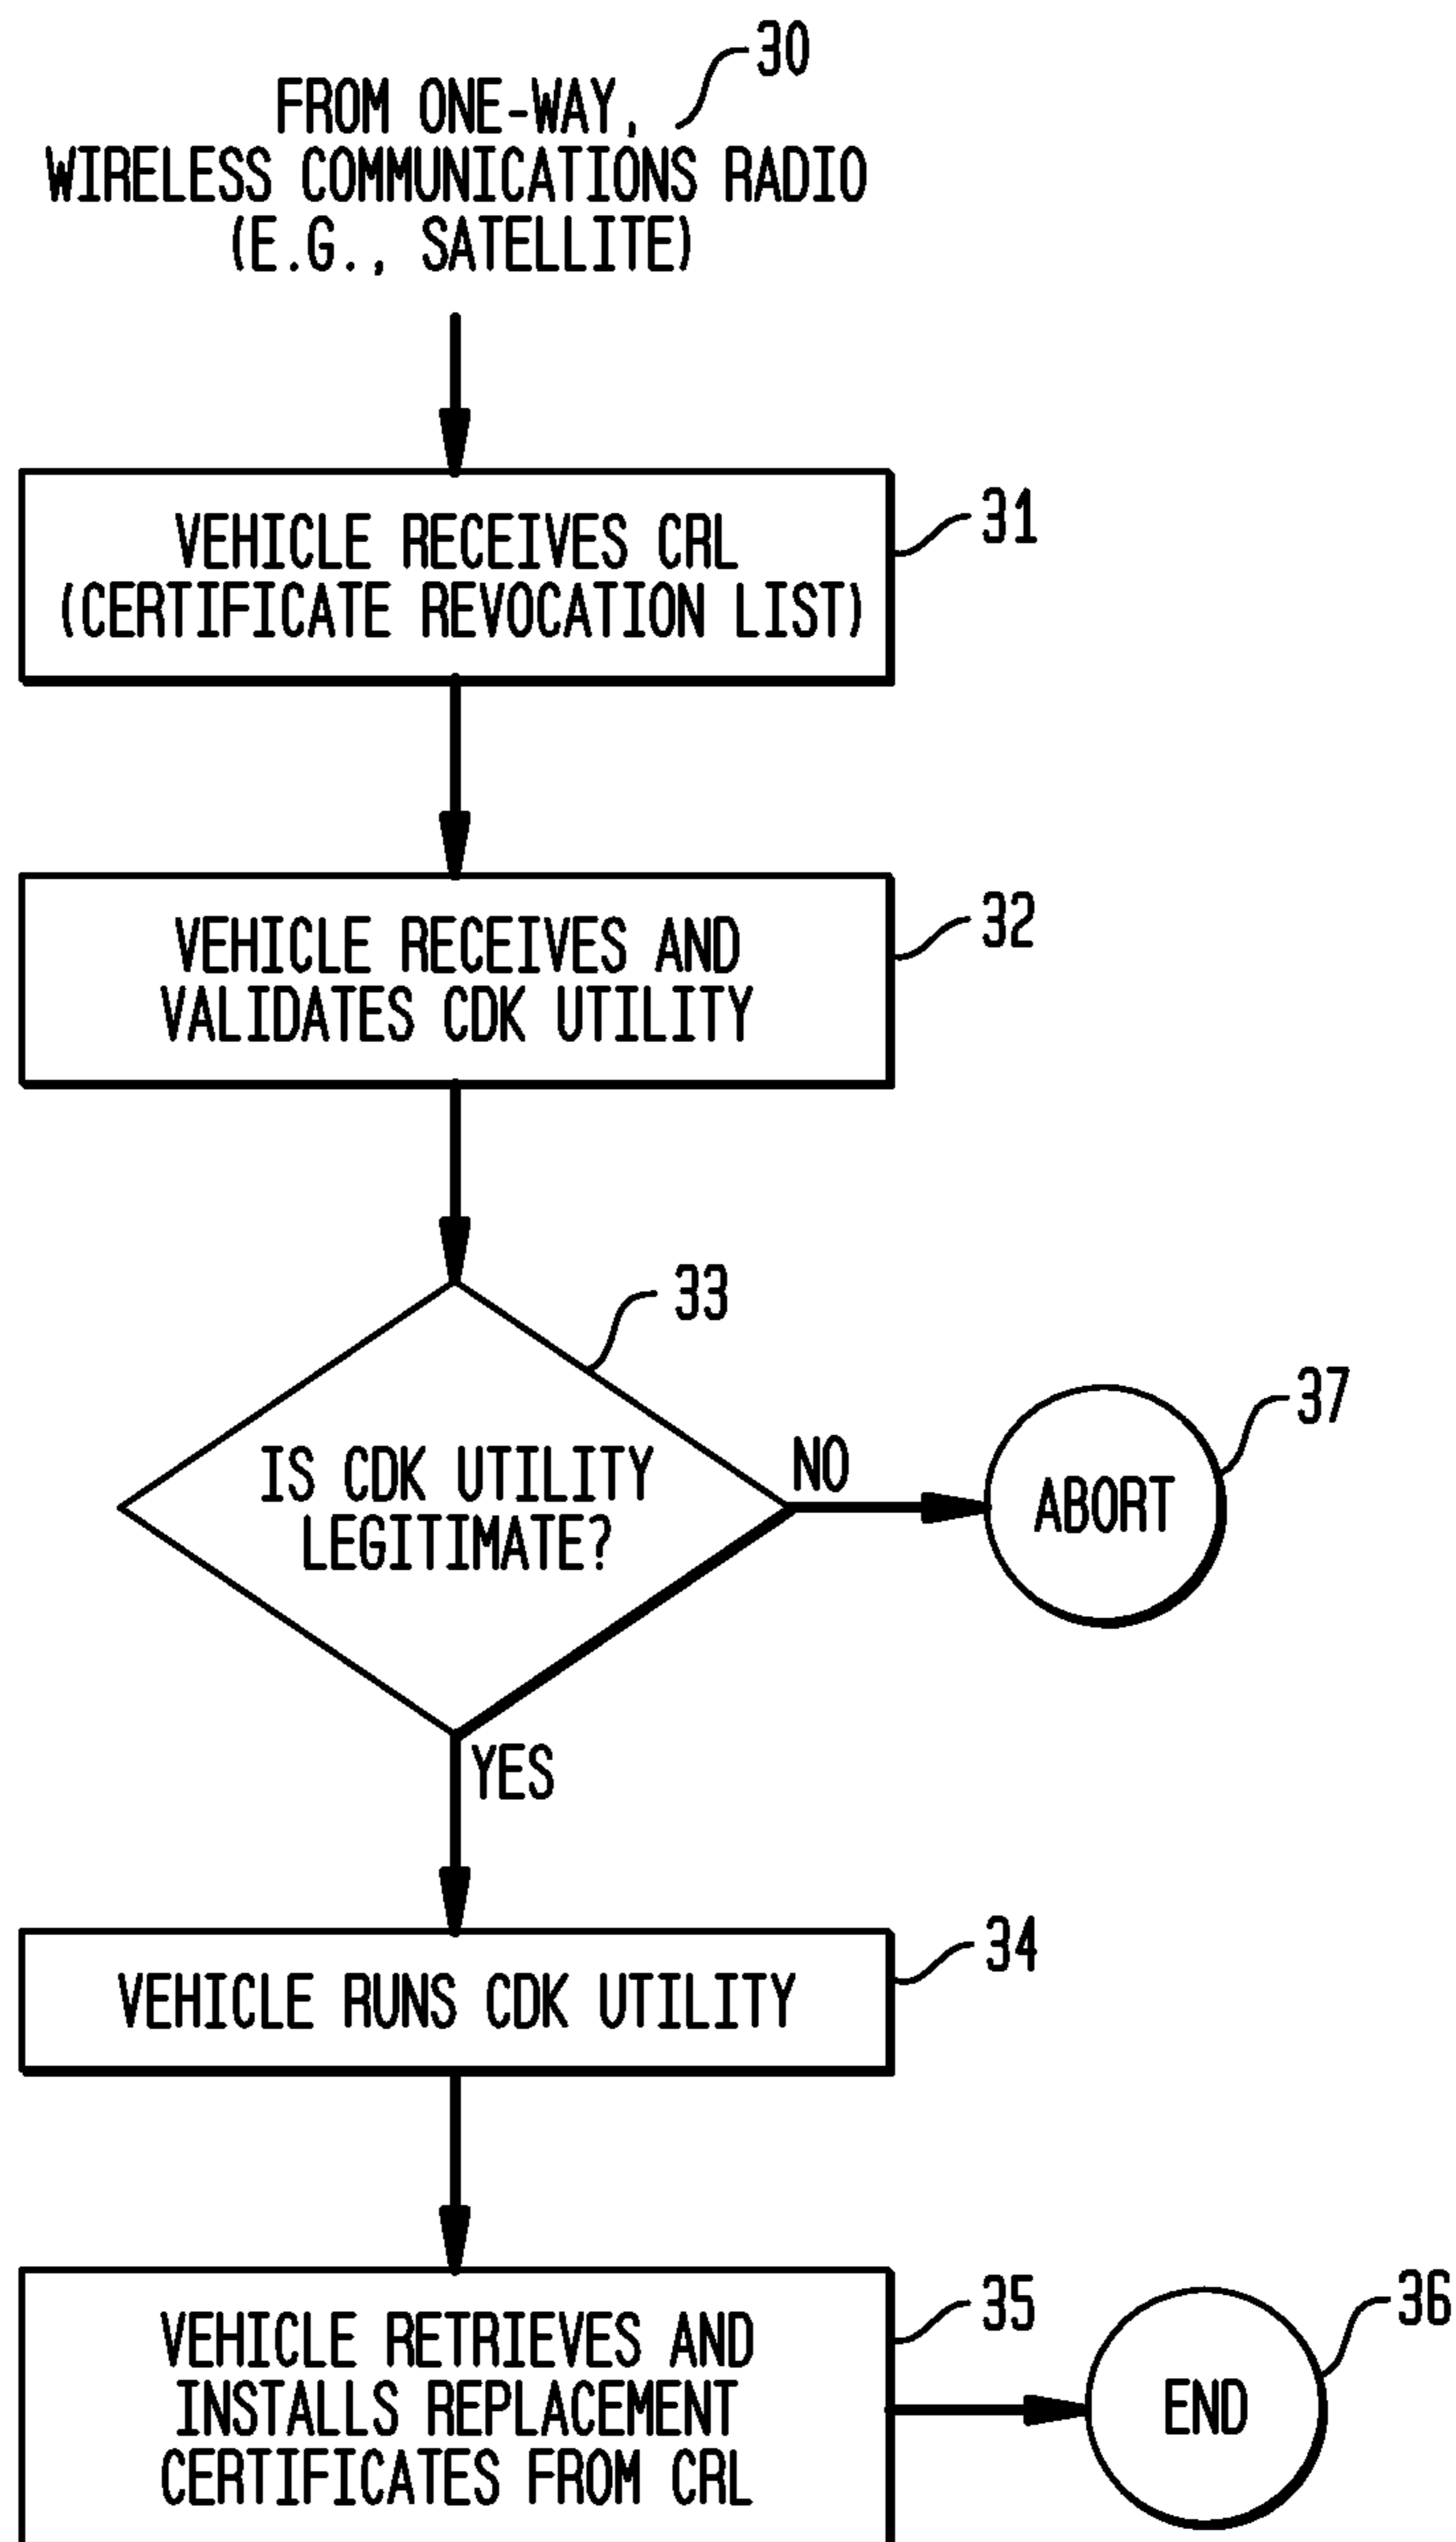 30
FROM ONE-WAY,
WIRELESS COMMUNICATIONS RADIO
(E.G., SATELLITE)
VEHICLE RECEIVES CRL
(CERTIFICATE REVOCATION LIST)
31
VEHICLE RECEIVES AND
VALIDATES CDK UTILITY
32
33
IS CDK UTILITY
LEGITIMATE?
NO
37
ABORT
YES
VEHICLE RUNS CDK UTILITY
34
VEHICLE RETRIEVES AND
INSTALLS REPLACEMENT
CERTIFICATES FROM CRL
35
36
END